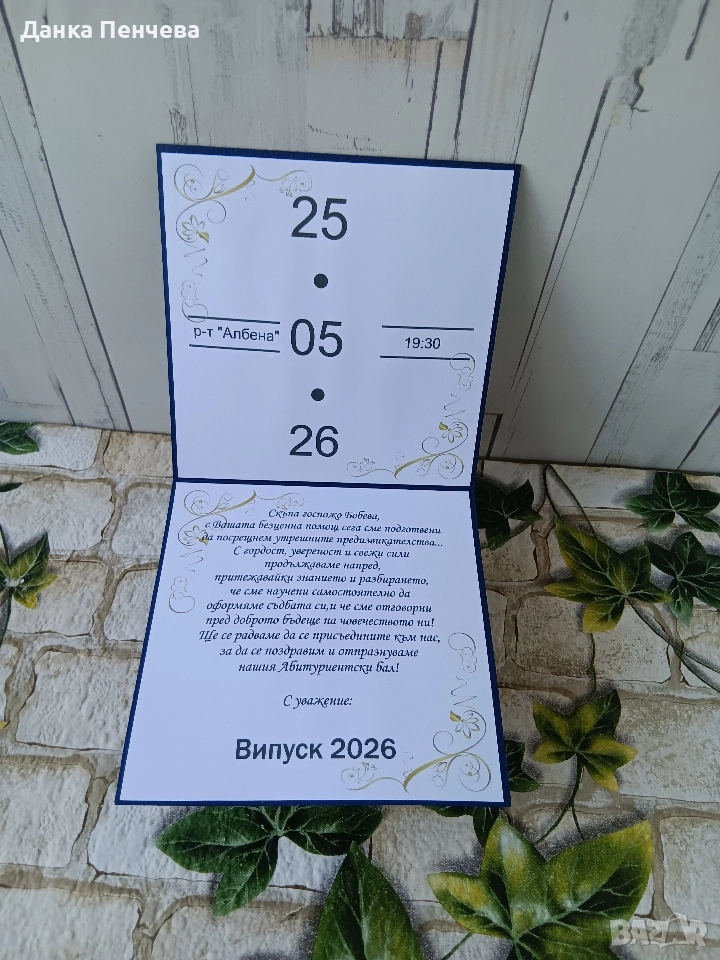 Данка Пенчева
25
•
р-т "Албена" 05 19:30
•
26
Скъпа госпожо Бобева,
с Вашата безценна помощ сега сме подготвени
да посрещнем утрешните предизвикателства...
С гордост, увереност и свежи сили
продължаваме напред,
притежавайки знанието и разбирането,
че сме научени самостоятелно да
оформяме съдбата си,и че сме отговорни
пред доброто бъдеще на човечеството ни!
Ще се радваме да се присъедините към нас,
за да се поздравим и отпразнуваме
нашия Абитуриентски бал!
С уважение:
Випуск 2026
BAZAR